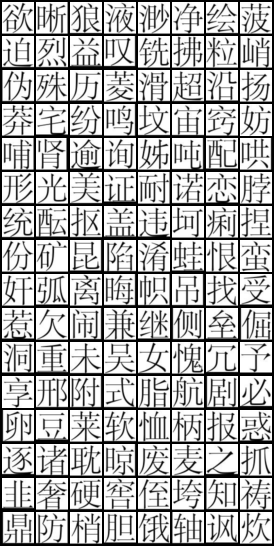 欲晰狼液渺净绘菠
迫烈益叹铣拂粒峭
伪殊历菱滑超沿扬
莽宅纷鸣坟宙窍妨
哺肾逾询姊吨配哄
形光美证耐诺恋脖
统酝抠盖违坷痢捏
份矿昆陷淆蛙恨蛮
奸弧离晦帜吊找受
惹欠闹兼继侧垒倔
洞重未吴女愧冗予
享邢附式脂航剧必
卵豆莱软恤柄报惑
逐诸耽晾废麦之抓
韭奢硬窖侄垮知祷
鼎防梢胆饿轴讽炊